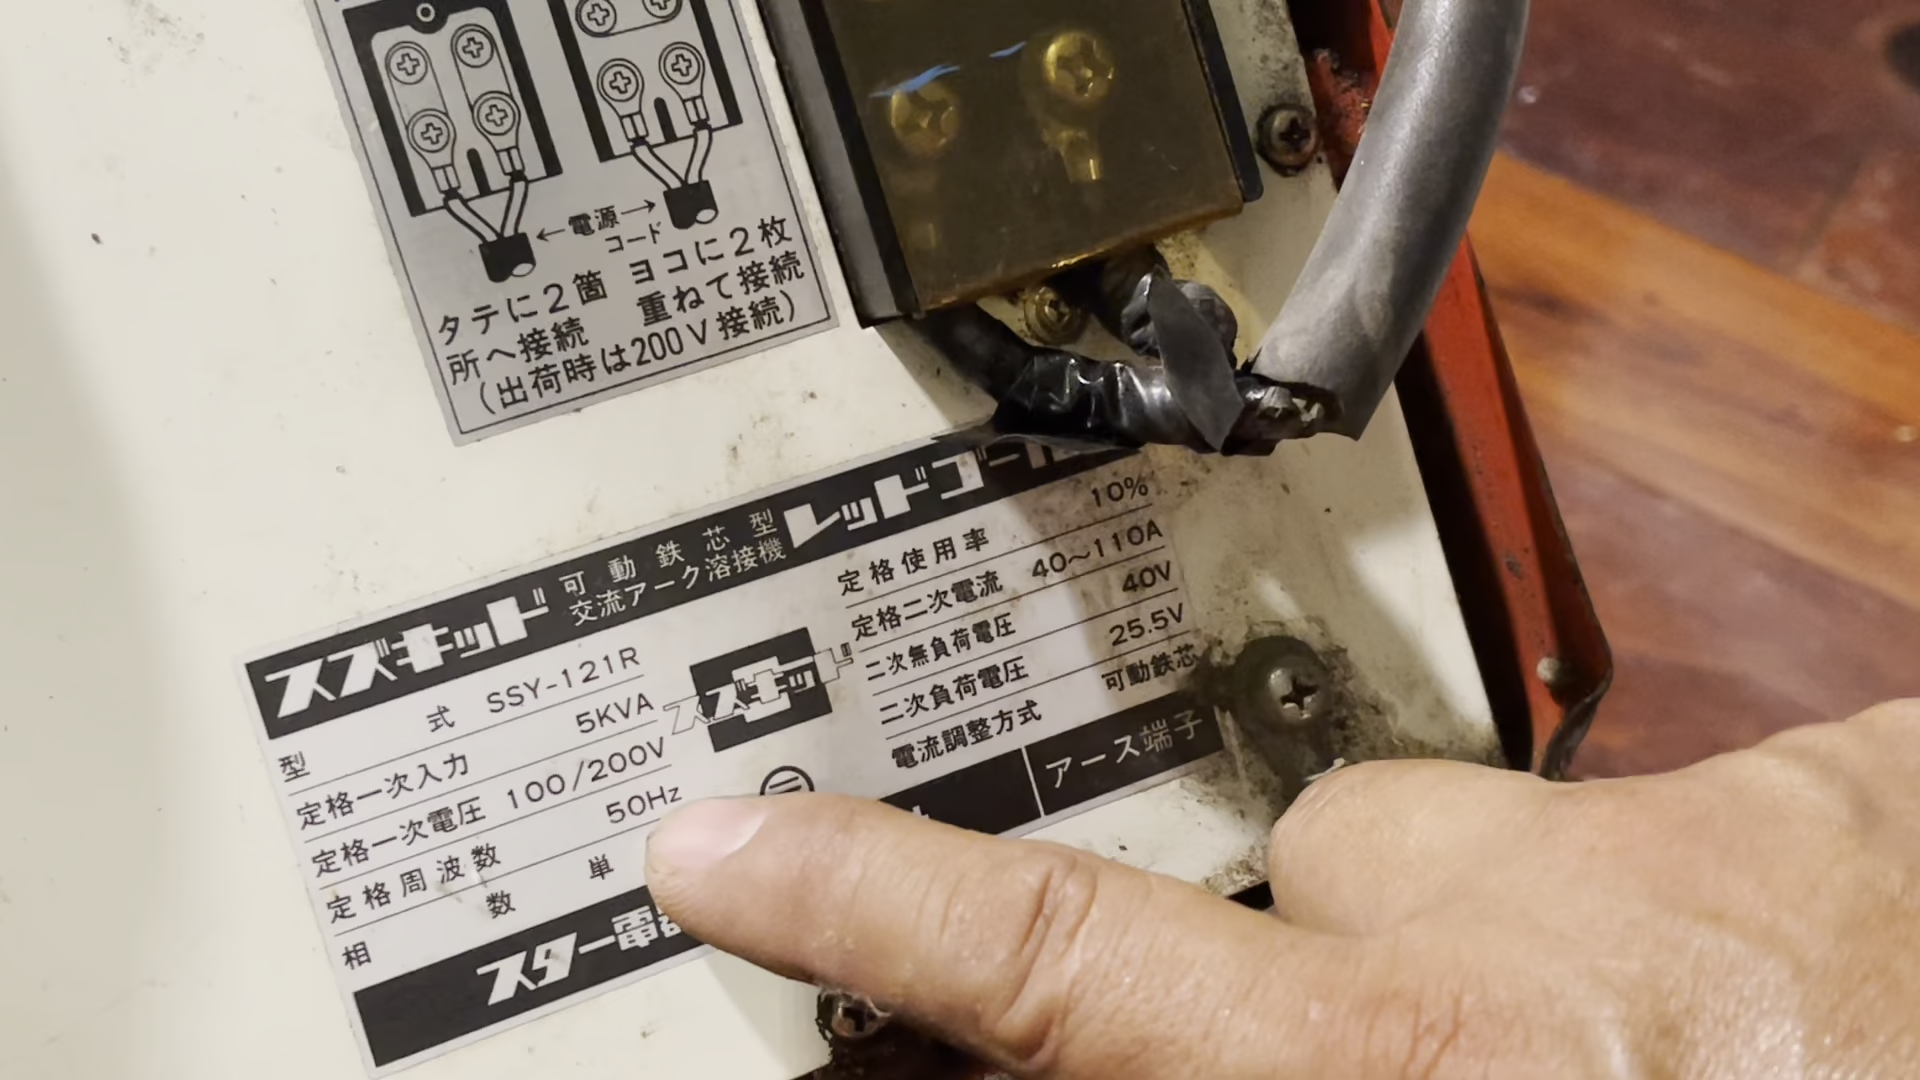 ←電源→
コード
タテに2箇 ヨコに2枚
所へ接続 重ねて接続
(出荷時は200V接続)
スズキッド 可動鉄芯型 レッドゴー
交流アーク溶接機
型式 SSY-121R
定格一次入力 5KVA
定格一次電圧 100/200V
定格周波数 50Hz
相数 単
スズキッド
定格使用率 10%
定格二次電流 40〜110A
二次無負荷電圧 40V
二次負荷電圧 25.5V
電流調整方式 可動鉄芯
スター電
アース端子